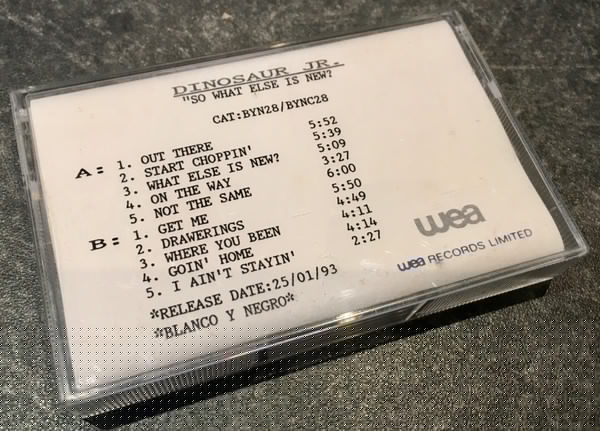 DINOSAUR JR.
"SO WHAT ELSE IS NEW?
CAT:BYN28/BYNC28
A: 1. OUT THERE 5:52
2. START CHOPPIN' 5:39
3. WHAT ELSE IS NEW? 5:09
4. ON THE WAY 3:27
5. NOT THE SAME 6:00
B: 1. GET ME 5:50
2. DRAWERINGS 4:49
3. WHERE YOU BEEN 4:11
4. GOIN' HOME 4:14
5. I AIN'T STAYIN' 2:27
*RELEASE DATE:25/01/93
*BLANCO Y NEGRO*
wea
wea RECORDS LIMITED